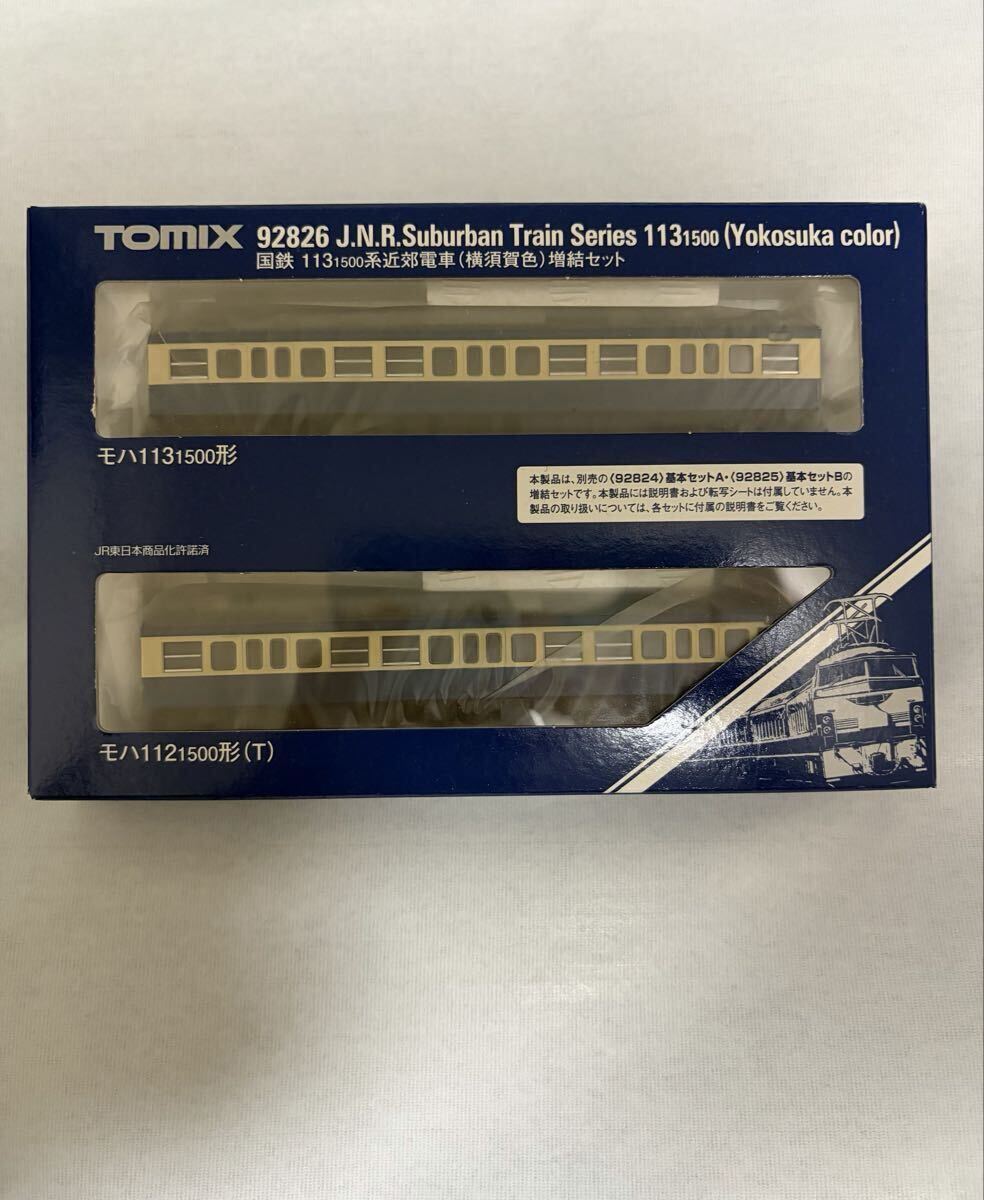 TOMIX 92826 J.N.R.Suburban Train Series 1131500 (Yokosuka color)
国鉄 1131500系近郊電車(横須賀色)増結セット
モハ1131500形
本製品は、別売の〈92824〉基本セットA・〈92825〉基本セットBの
増結セットです。本製品には説明書および転写シートは付属していません。本
製品の取り扱いについては、各セットに付属の説明書をご覧ください。
JR東日本商品化許諾済
モハ1121500形(T)